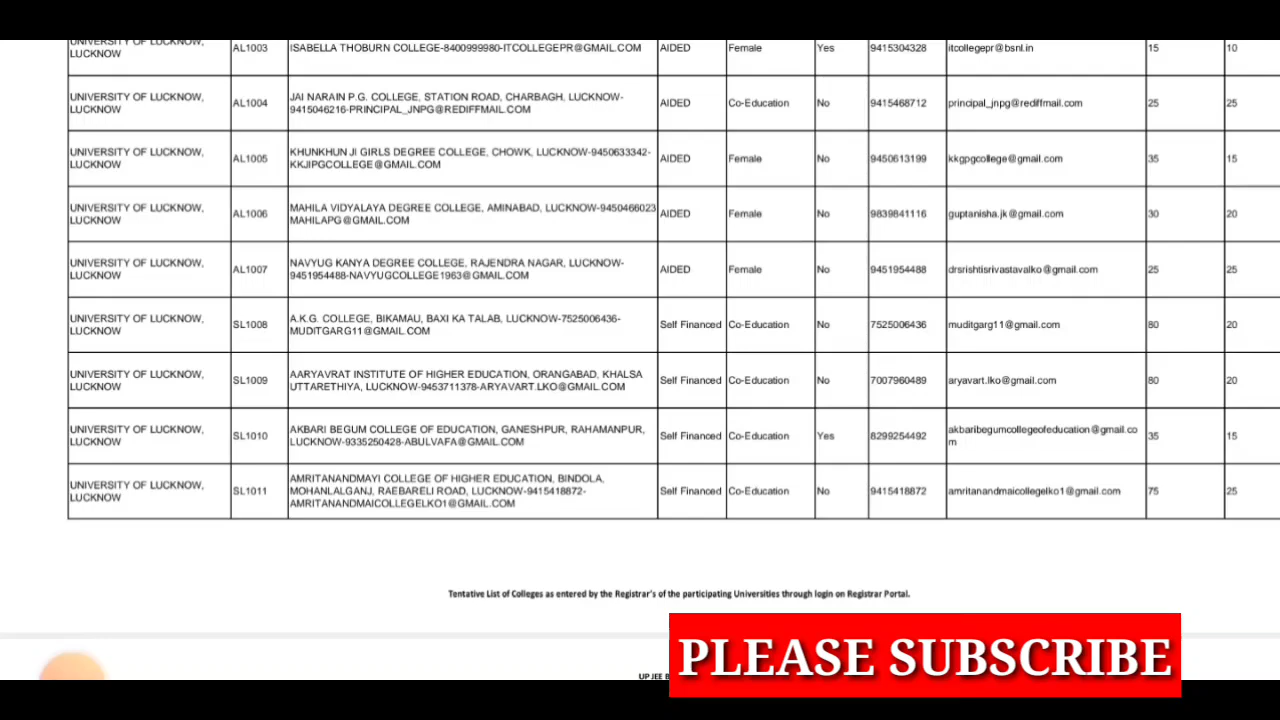 UNIVERSITY OF LUCKNOW,
LUCKNOW
AL1003
ISABELLA THOBURN COLLEGE-8400999980-ITCOLLEGEPR@GMAIL.COM
AIDED
Female
Yes
9415304328
itcollegepr@bsnl.in
15
10
UNIVERSITY OF LUCKNOW,
LUCKNOW
AL1004
JAI NARAIN P.G. COLLEGE, STATION ROAD, CHARBAGH, LUCKNOW-
9415046216-PRINCIPAL_JNPG@REDIFFMAIL.COM
AIDED
Co-Education
No
9415468712
principal_jnpg@rediffmail.com
25
25
UNIVERSITY OF LUCKNOW,
LUCKNOW
AL1005
KHUNKHUN JI GIRLS DEGREE COLLEGE, CHOWK, LUCKNOW-9450633342-
KKJIPGCOLLEGE@GMAIL.COM
AIDED
Female
No
9450613199
kkgpgcollege@gmail.com
35
15
UNIVERSITY OF LUCKNOW,
LUCKNOW
AL1006
MAHILA VIDYALAYA DEGREE COLLEGE, AMINABAD, LUCKNOW-9450466023
MAHILAPG@GMAIL.COM
AIDED
Female
No
9839841116
guptanisha.jk@gmail.com
30
20
UNIVERSITY OF LUCKNOW,
LUCKNOW
AL1007
NAVYUG KANYA DEGREE COLLEGE, RAJENDRA NAGAR, LUCKNOW-
9451954488-NAVYUGCOLLEGE1963@GMAIL.COM
AIDED
Female
No
9451954488
drsrishtisrivastavalko@gmail.com
25
25
UNIVERSITY OF LUCKNOW,
LUCKNOW
SL1008
A.K.G. COLLEGE, BIKAMAU, BAXI KA TALAB, LUCKNOW-7525006436-
MUDITGARG11@GMAIL.COM
Self Financed
Co-Education
No
7525006436
muditgarg11@gmail.com
80
20
UNIVERSITY OF LUCKNOW,
LUCKNOW
SL1009
AARYAVRAT INSTITUTE OF HIGHER EDUCATION, ORANGABAD, KHALSA
UTTARETHIYA, LUCKNOW-9453711378-ARYAVART.LKO@GMAIL.COM
Self Financed
Co-Education
No
7007960489
aryavart.lko@gmail.com
80
20
UNIVERSITY OF LUCKNOW,
LUCKNOW
SL1010
AKBARI BEGUM COLLEGE OF EDUCATION, GANESHPUR, RAHAMANPUR,
LUCKNOW-9335250428-ABULVAFA@GMAIL.COM
Self Financed
Co-Education
Yes
8299254492
akbaribegumcollegeofeducation@gmail.co
m
35
15
UNIVERSITY OF LUCKNOW,
LUCKNOW
SL1011
AMRITANANDMAYI COLLEGE OF HIGHER EDUCATION, BINDOLA,
MOHANLALGANJ, RAEBARELI ROAD, LUCKNOW-9415418872-
AMRITANANDMAICOLLEGELKO1@GMAIL.COM
Self Financed
Co-Education
No
9415418872
amritanandmaicollegelko1@gmail.com
75
25
Tentative List of Colleges as entered by the Registrar's of the participating Universities through login on Registrar Portal.
PLEASE SUBSCRIBE
UP JEE B